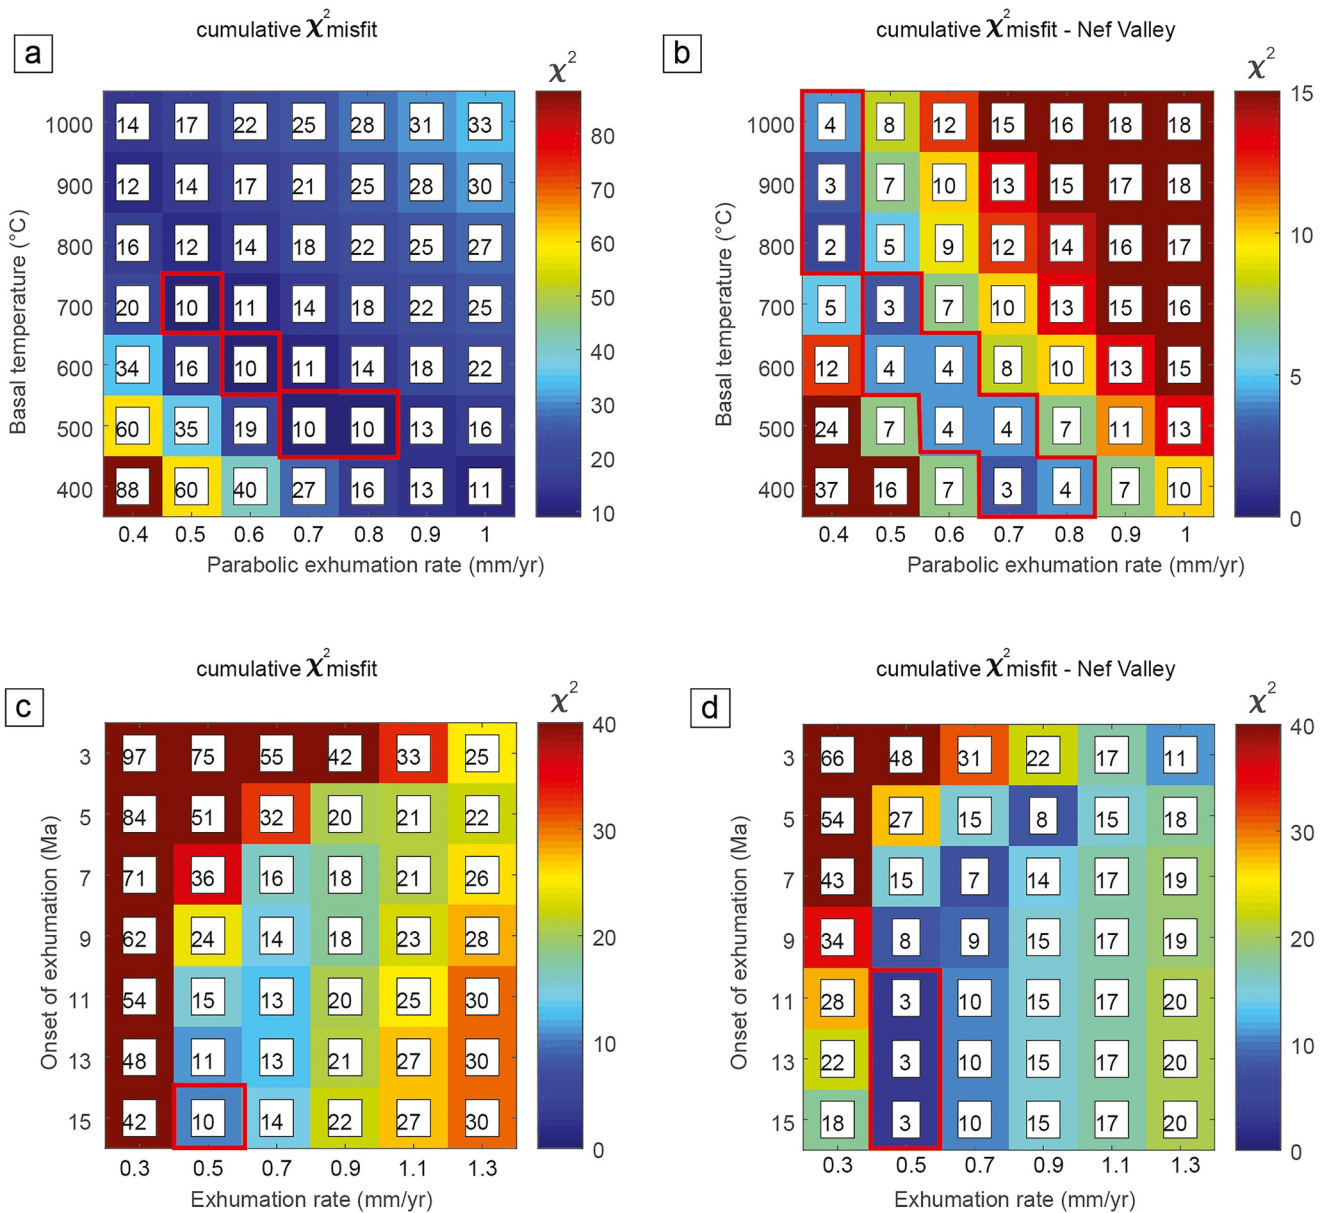 a
cumulative χ² misfit
χ²
1000 14 17 22 25 28 31 33
900 12 14 17 21 25 28 30
800 16 12 14 18 22 25 27
700 20 10 11 14 18 22 25
600 34 16 10 11 14 18 22
500 60 35 19 10 10 13 16
400 88 60 40 27 16 13 11
0.4 0.5 0.6 0.7 0.8 0.9 1
Basal temperature (°C)
Parabolic exhumation rate (mm/yr)
80
70
60
50
40
30
20
10
b
cumulative χ² misfit - Nef Valley
χ²
1000 4 8 12 15 16 18 18
900 3 7 10 13 15 17 18
800 2 5 9 12 14 16 17
700 5 3 7 10 13 15 16
600 12 4 4 8 10 13 15
500 24 7 4 4 7 11 13
400 37 16 7 3 4 7 10
0.4 0.5 0.6 0.7 0.8 0.9 1
Basal temperature (°C)
Parabolic exhumation rate (mm/yr)
15
10
5
0
c
cumulative χ² misfit
χ²
3 97 75 55 42 33 25
5 84 51 32 20 21 22
7 71 36 16 18 21 26
9 62 24 14 18 23 28
11 54 15 13 20 25 30
13 48 11 13 21 27 30
15 42 10 14 22 27 30
0.3 0.5 0.7 0.9 1.1 1.3
Onset of exhumation (Ma)
Exhumation rate (mm/yr)
40
30
20
10
0
d
cumulative χ² misfit - Nef Valley
χ²
3 66 48 31 22 17 11
5 54 27 15 8 15 18
7 43 15 7 14 17 19
9 34 8 9 15 17 19
11 28 3 10 15 17 20
13 22 3 10 15 17 20
15 18 3 10 15 17 20
0.3 0.5 0.7 0.9 1.1 1.3
Onset of exhumation (Ma)
Exhumation rate (mm/yr)
40
30
20
10
0